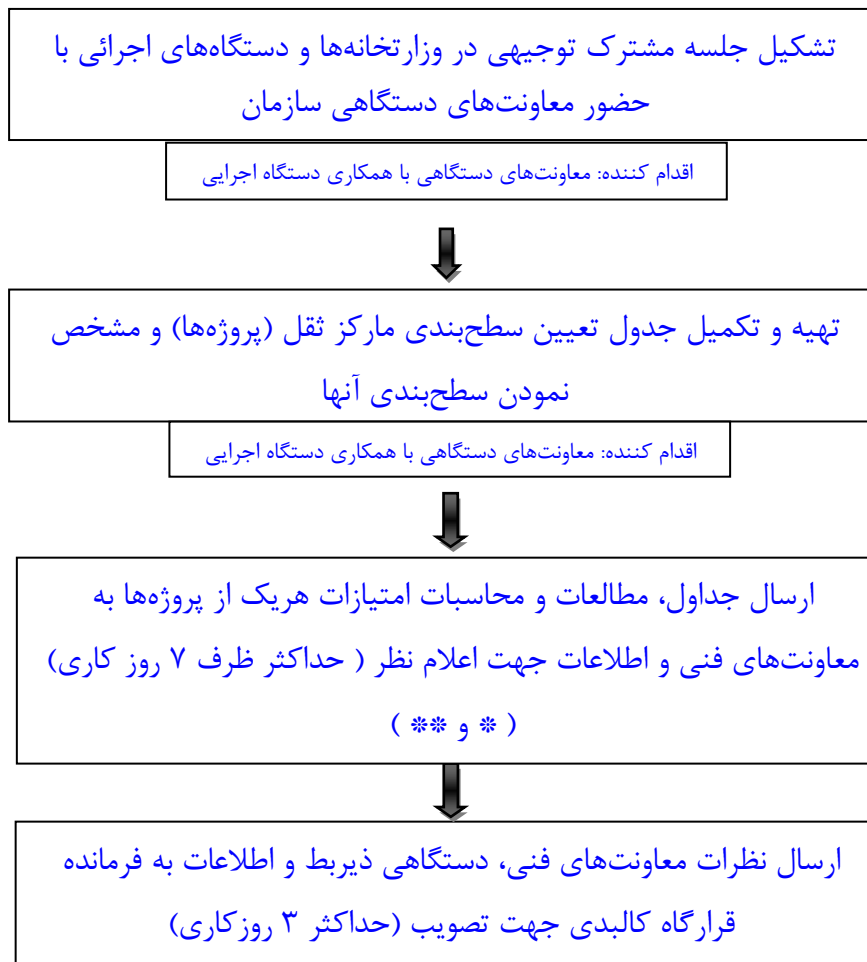 تشکیل جلسه مشترک توجیهی در وزارتخانه‌ها و دستگاه‌های اجرائی با
حضور معاونت‌های دستگاهی سازمان
اقدام کننده: معاونت‌های دستگاهی با همکاری دستگاه اجرایی
تهیه و تکمیل جدول تعیین سطح‌بندی مارکز ثقل (پروژه‌ها) و مشخص
نمودن سطح‌بندی آنها
اقدام کننده: معاونت‌های دستگاهی با همکاری دستگاه اجرایی
ارسال جداول، مطالعات و محاسبات امتیازات هریک از پروژه‌ها به
معاونت‌های فنی و اطلاعات جهت اعلام نظر ( حداکثر ظرف ۷ روز کاری)
( * و ** )
ارسال نظرات معاونت‌های فنی، دستگاهی ذیربط و اطلاعات به فرمانده
قرارگاه کالبدی جهت تصویب (حداکثر ۳ روزکاری)